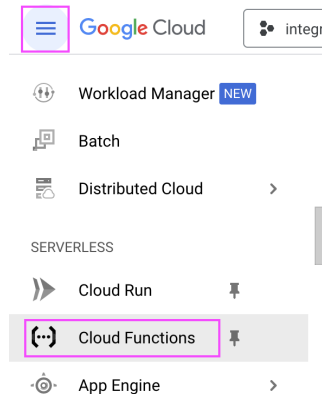 Google Cloud
integr
Workload Manager NEW
Batch
Distributed Cloud
SERVERLESS
Cloud Run
Cloud Functions
App Engine